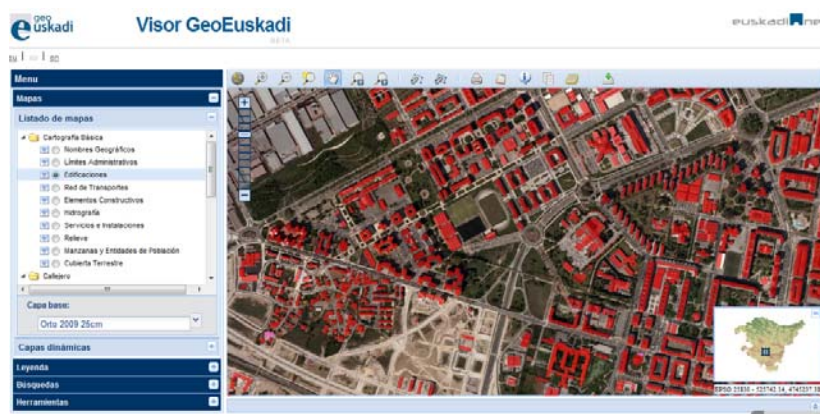 geo
euskadi
Visor GeoEuskadi
BETA
euskadi.ne
eu | es | en
Menu
Mapas
Listado de mapas
Cartografía Básica
Nombres Geográficos
Límites Administrativos
Edificaciones
Red de Transportes
Elementos Constructivos
Hidrografía
Servicios e Instalaciones
Relieve
Manzanas y Entidades de Población
Cubierta Terrestre
Callejero
Capa base:
Orto 2009 25cm
Capas dinámicas
Leyenda
Búsquedas
Herramientas